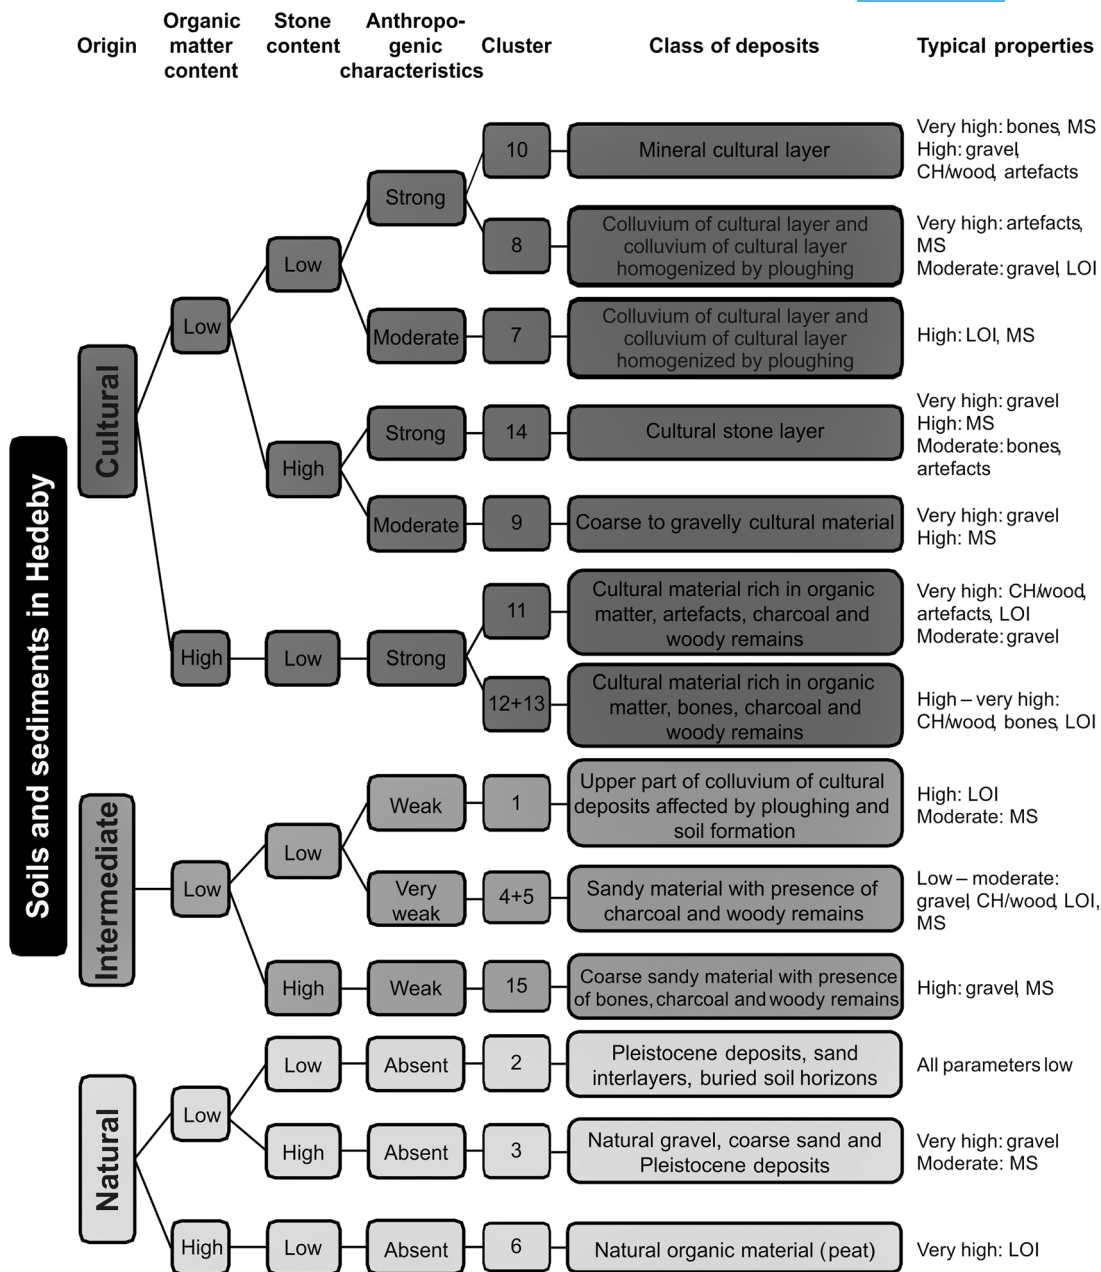 Origin
Organic
matter
content
Stone
content
Anthropo-
genic
characteristics
Cluster
Class of deposits
Typical properties
Soils and sediments in Hedeby
Cultural
Low
Low
Strong
10
Mineral cultural layer
Very high: bones, MS
High: gravel,
CH/wood, artefacts
8
Colluvium of cultural layer and
colluvium of cultural layer
homogenized by ploughing
Very high: artefacts,
MS
Moderate: gravel, LOI
Moderate
7
Colluvium of cultural layer and
colluvium of cultural layer
homogenized by ploughing
High: LOI, MS
High
Strong
14
Cultural stone layer
Very high: gravel
High: MS
Moderate: bones,
artefacts
Moderate
9
Coarse to gravelly cultural material
Very high: gravel
High: MS
High
Low
Strong
11
Cultural material rich in organic
matter, artefacts, charcoal and
woody remains
Very high: CH/wood,
artefacts, LOI
Moderate: gravel
12+13
Cultural material rich in organic
matter, bones, charcoal and
woody remains
High – very high:
CH/wood, bones, LOI
Intermediate
Low
Low
Weak
1
Upper part of colluvium of cultural
deposits affected by ploughing and
soil formation
High: LOI
Moderate: MS
Very
weak
4+5
Sandy material with presence of
charcoal and woody remains
Low – moderate:
gravel, CH/wood, LOI,
MS
High
Weak
15
Coarse sandy material with presence
of bones, charcoal and woody remains
High: gravel, MS
Natural
Low
Low
Absent
2
Pleistocene deposits, sand
interlayers, buried soil horizons
All parameters low
High
Absent
3
Natural gravel, coarse sand and
Pleistocene deposits
Very high: gravel
Moderate: MS
High
Low
Absent
6
Natural organic material (peat)
Very high: LOI